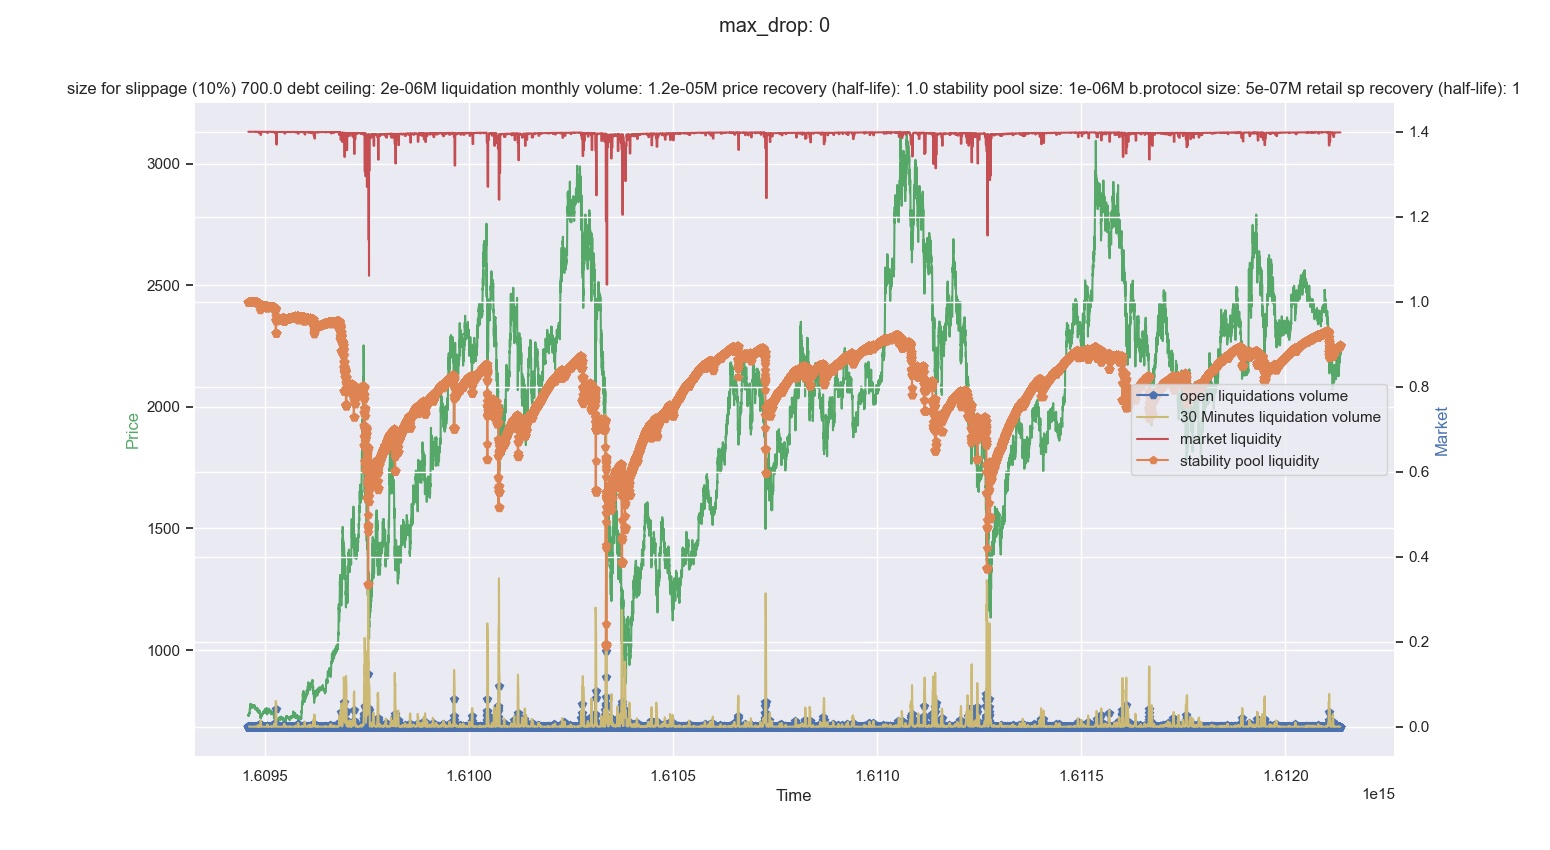 max_drop: 0
size for slippage (10%) 700.0 debt ceiling: 2e-06M liquidation monthly volume: 1.2e-05M price recovery (half-life): 1.0 stability pool size: 1e-06M b.protocol size: 5e-07M retail sp recovery (half-life): 1
3000
2500
2000
1500
1000
Price
1.4
1.2
1.0
0.8
0.6
0.4
0.2
0.0
Market
open liquidations volume
30 Minutes liquidation volume
market liquidity
stability pool liquidity
1.6095
1.6100
1.6105
1.6110
1.6115
1.6120
1e15
Time